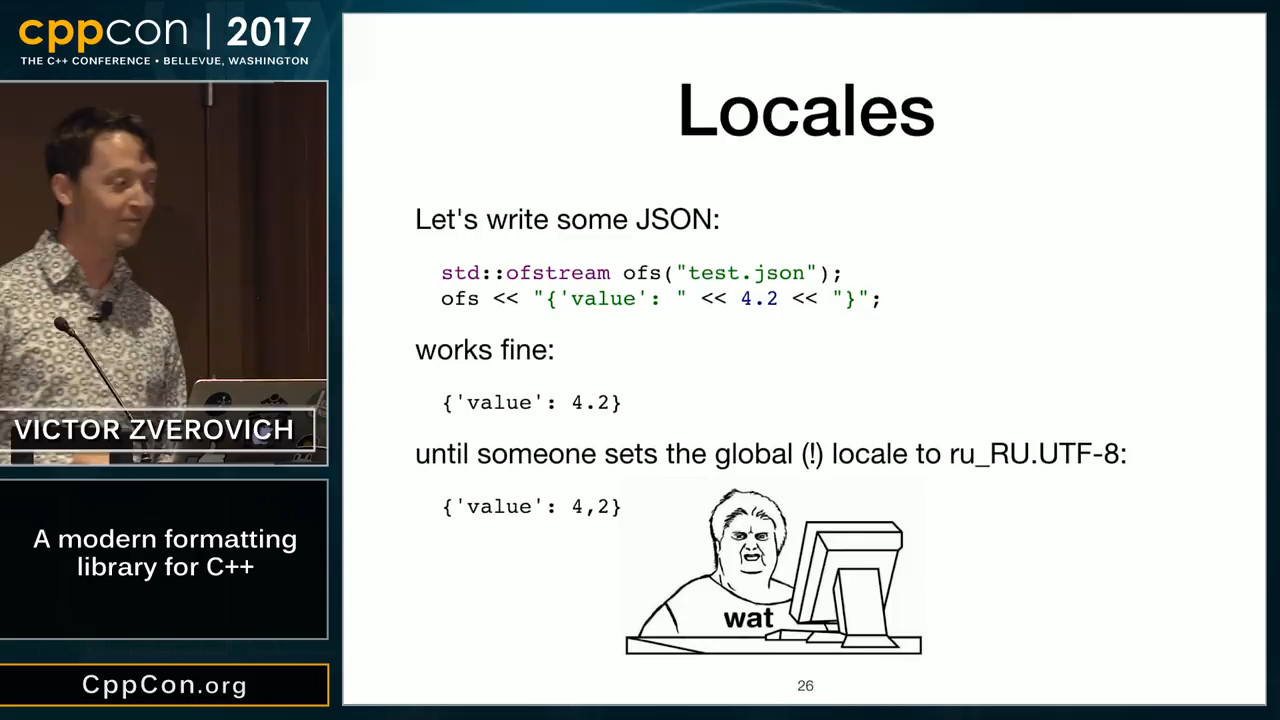 cppcon | 2017
THE C++ CONFERENCE • BELLEVUE, WASHINGTON
VICTOR ZVEROVICH
A modern formatting
library for C++
CppCon.org
Locales
Let's write some JSON:
std::ofstream ofs("test.json");
ofs << "{'value': " << 4.2 << "}";
works fine:
{'value': 4.2}
until someone sets the global (!) locale to ru_RU.UTF-8:
{'value': 4,2}
wat
26